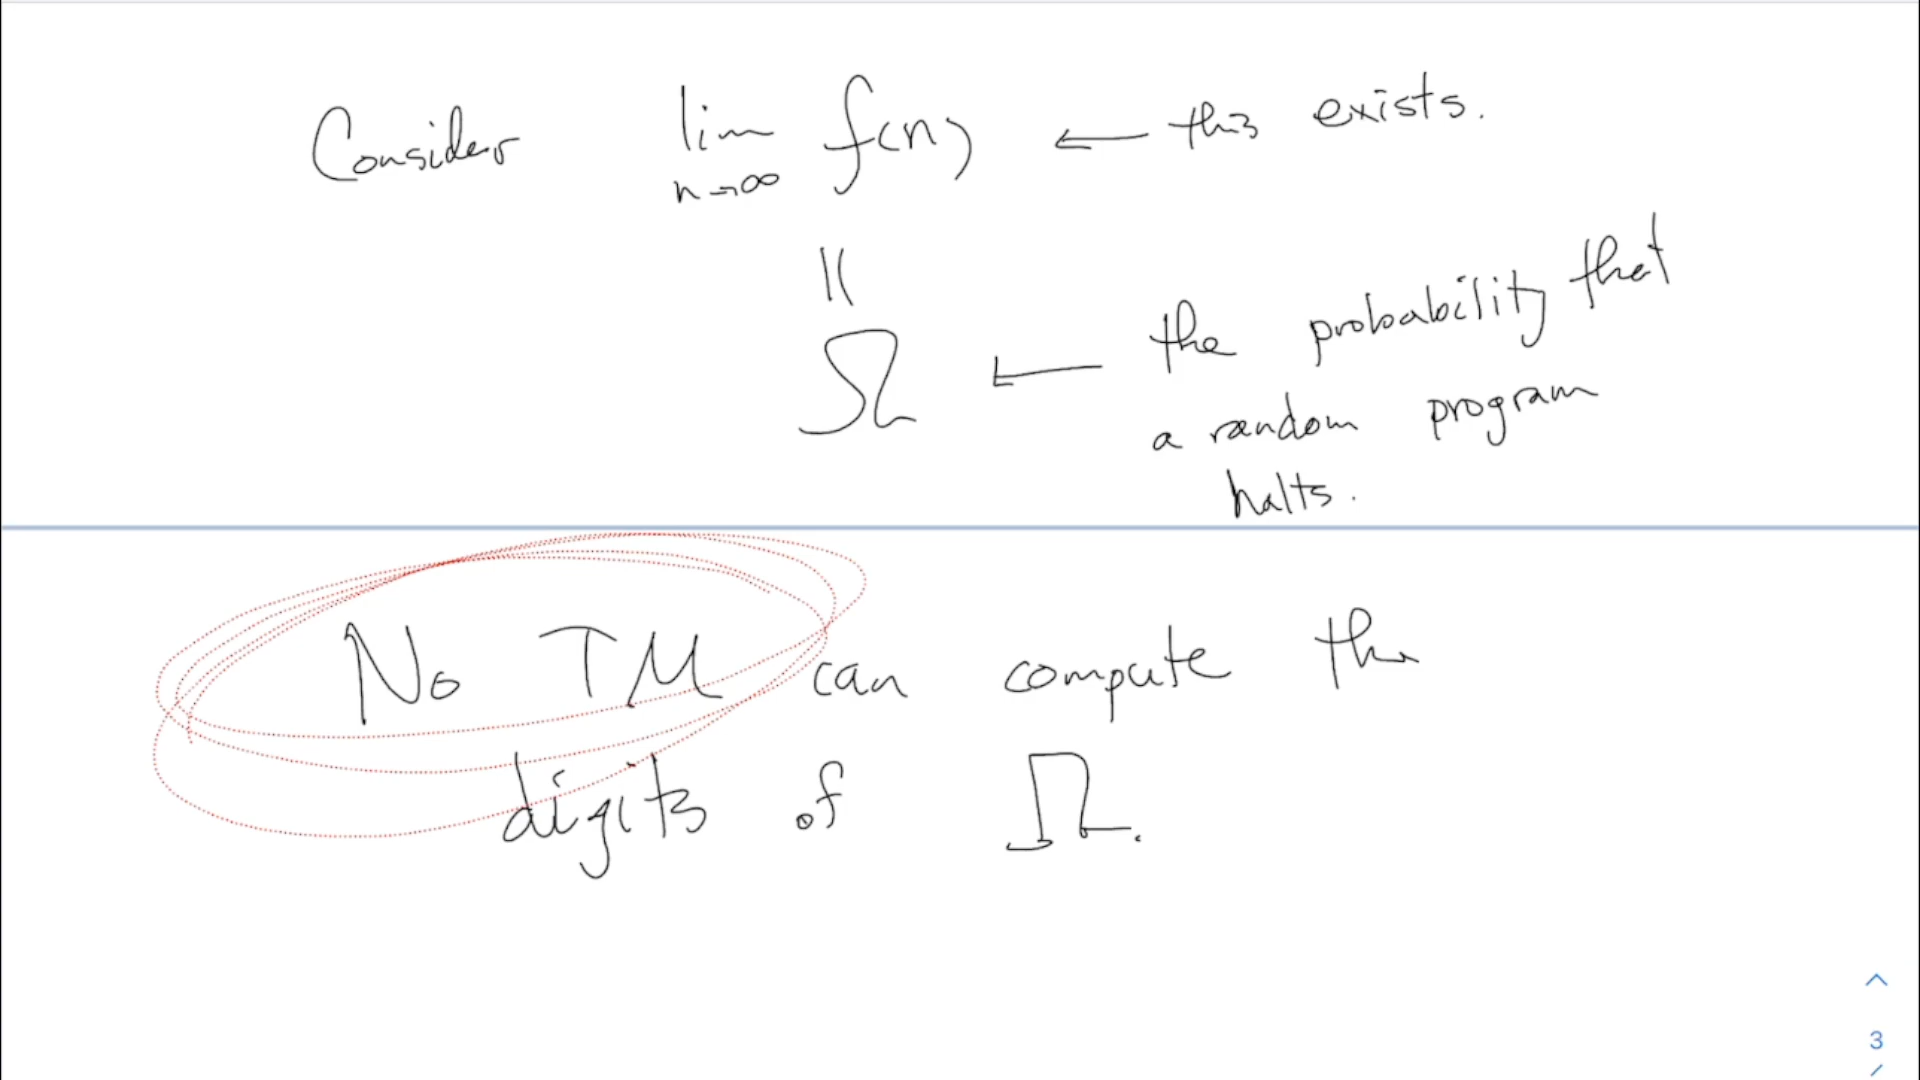 Consider lim f(n) ← this exists.
n→∞
||
Ω ← the probability that
a random program
halts.
No TM can compute the
digits of Ω.
3